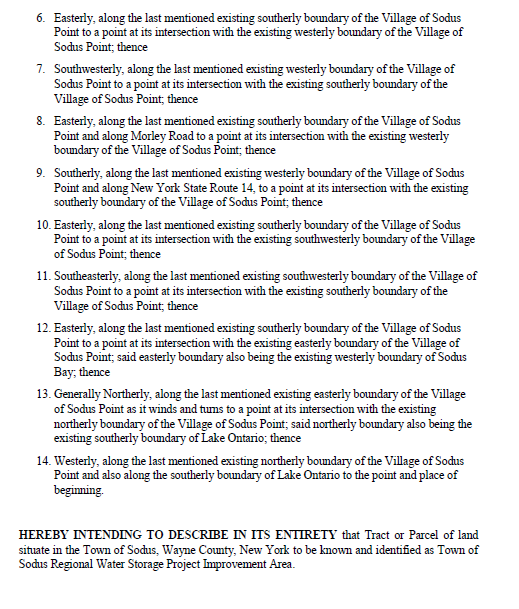 6. Easterly, along the last mentioned existing southerly boundary of the Village of Sodus
Point to a point at its intersection with the existing westerly boundary of the Village of
Sodus Point; thence
7. Southwesterly, along the last mentioned existing westerly boundary of the Village of
Sodus Point to a point at its intersection with the existing southerly boundary of the
Village of Sodus Point; thence
8. Easterly, along the last mentioned existing southerly boundary of the Village of Sodus
Point and along Morley Road to a point at its intersection with the existing westerly
boundary of the Village of Sodus Point; thence
9. Southerly, along the last mentioned existing westerly boundary of the Village of Sodus
Point and along New York State Route 14, to a point at its intersection with the existing
southerly boundary of the Village of Sodus Point; thence
10. Easterly, along the last mentioned existing southerly boundary of the Village of Sodus
Point to a point at its intersection with the existing southwesterly boundary of the Village
of Sodus Point; thence
11. Southeasterly, along the last mentioned existing southwesterly boundary of the Village of
Sodus Point to a point at its intersection with the existing southerly boundary of the
Village of Sodus Point; thence
12. Easterly, along the last mentioned existing southerly boundary of the Village of Sodus
Point to a point at its intersection with the existing easterly boundary of the Village of
Sodus Point; said easterly boundary also being the existing westerly boundary of Sodus
Bay; thence
13. Generally Northerly, along the last mentioned existing easterly boundary of the Village
of Sodus Point as it winds and turns to a point at its intersection with the existing
northerly boundary of the Village of Sodus Point; said northerly boundary also being the
existing southerly boundary of Lake Ontario; thence
14. Westerly, along the last mentioned existing northerly boundary of the Village of Sodus
Point and also along the southerly boundary of Lake Ontario to the point and place of
beginning.
HEREBY INTENDING TO DESCRIBE IN ITS ENTIRETY that Tract or Parcel of land
situate in the Town of Sodus, Wayne County, New York to be known and identified as Town of
Sodus Regional Water Storage Project Improvement Area.